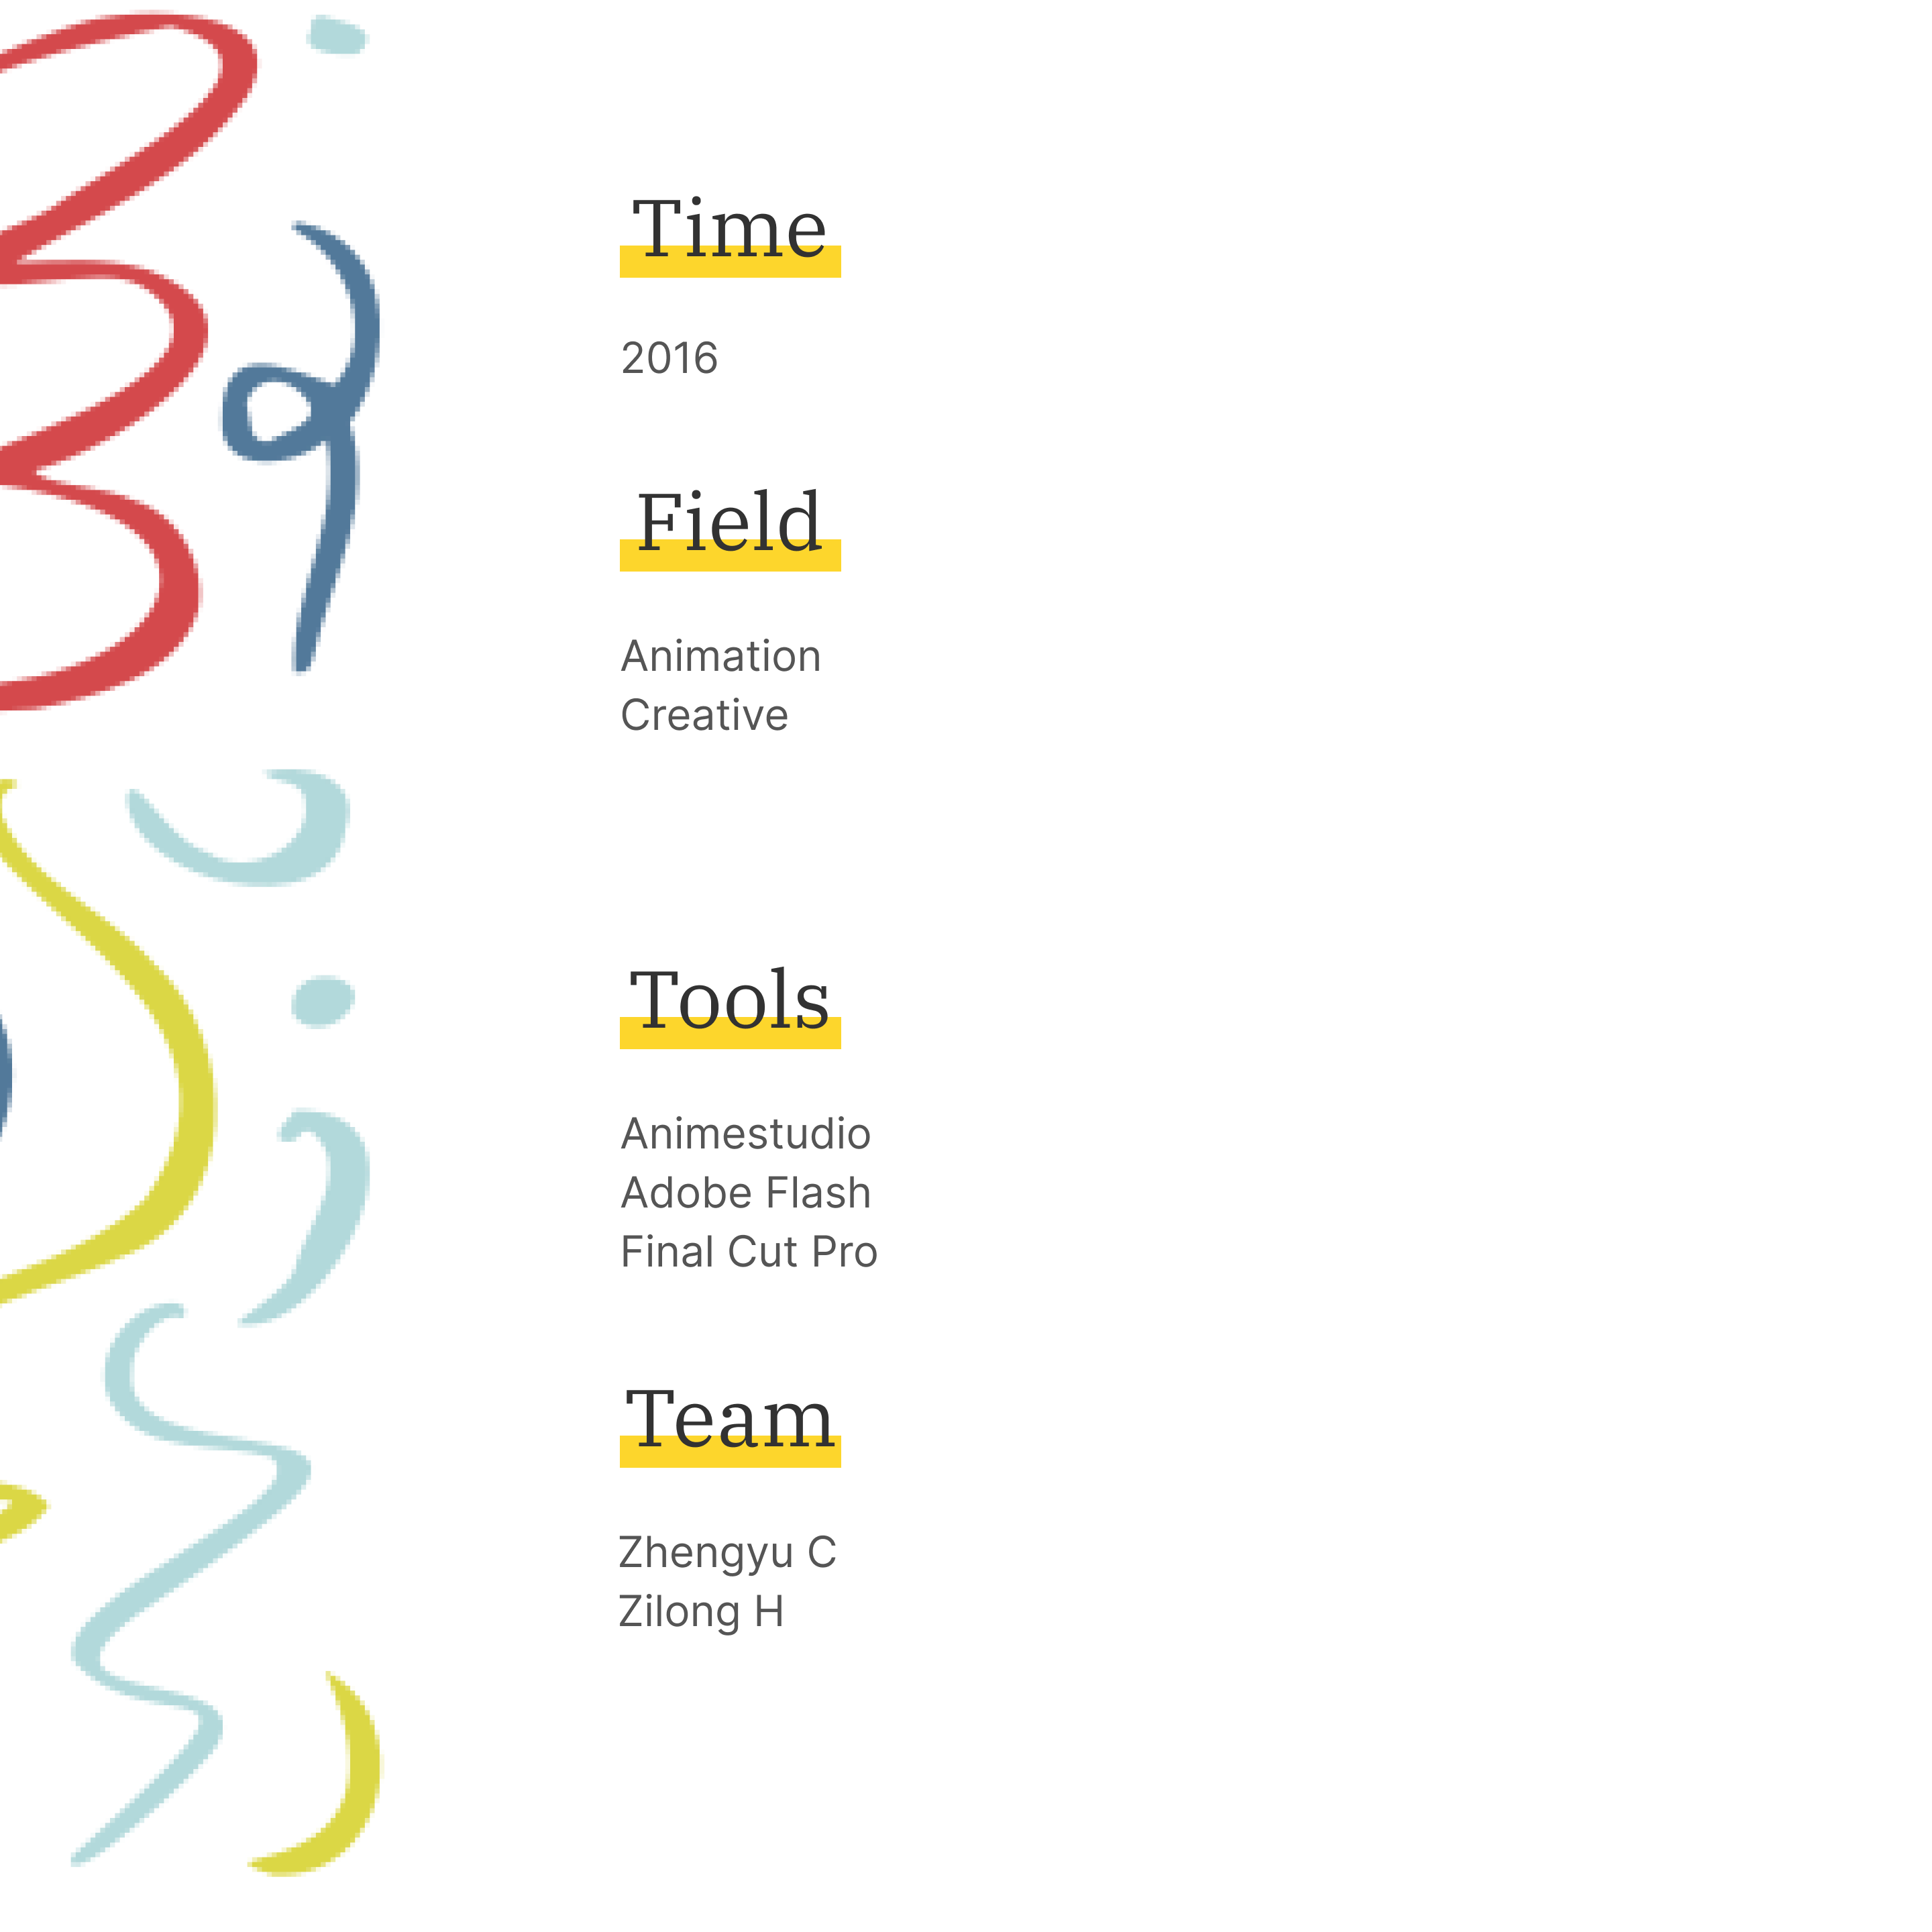 Time
2016
Field
Animation
Creative
Tools
Animestudio
Adobe Flash
Final Cut Pro
Team
Zhengyu C
Zilong H